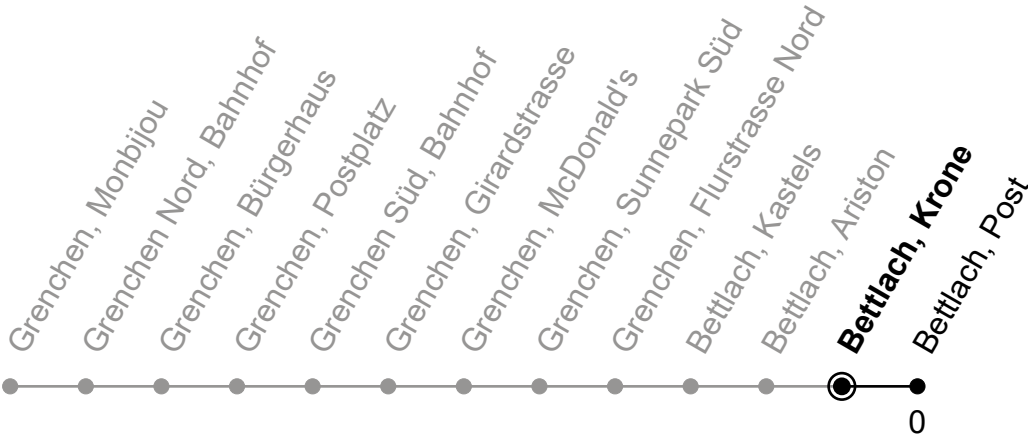 Grenchen, Monbijou
Grenchen Nord, Bahnhof
Grenchen, Bürgerhaus
Grenchen, Postplatz
Grenchen Süd, Bahnhof
Grenchen, Girardstrasse
Grenchen, McDonald's
Grenchen, Sunnepark Süd
Grenchen, Flurstrasse Nord
Bettlach, Kastels
Bettlach, Ariston
Bettlach, Krone
Bettlach, Post
0